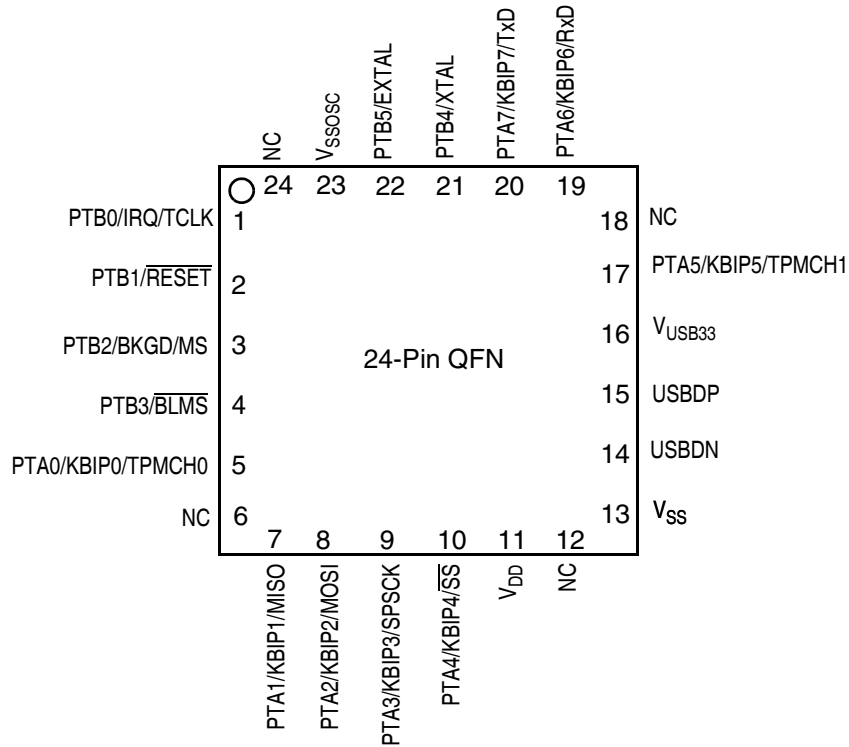 NC
VSSOSC
PTB5/EXTAL
PTB4/XTAL
PTA7/KBIP7/TxD
PTA6/KBIP6/RxD
24
23
22
21
20
19
PTB0/IRQ/TCLK
1
18
NC
PTB1/RESET
2
17
PTA5/KBIP5/TPMCH1
PTB2/BKGD/MS
3
24-Pin QFN
16
VUSB33
PTB3/BLMS
4
15
USBDP
PTA0/KBIP0/TPMCH0
5
14
USBDN
NC
6
13
VSS
7
8
9
10
11
12
PTA1/KBIP1/MISO
PTA2/KBIP2/MOSI
PTA3/KBIP3/SPSCK
PTA4/KBIP4/SS
VDD
NC